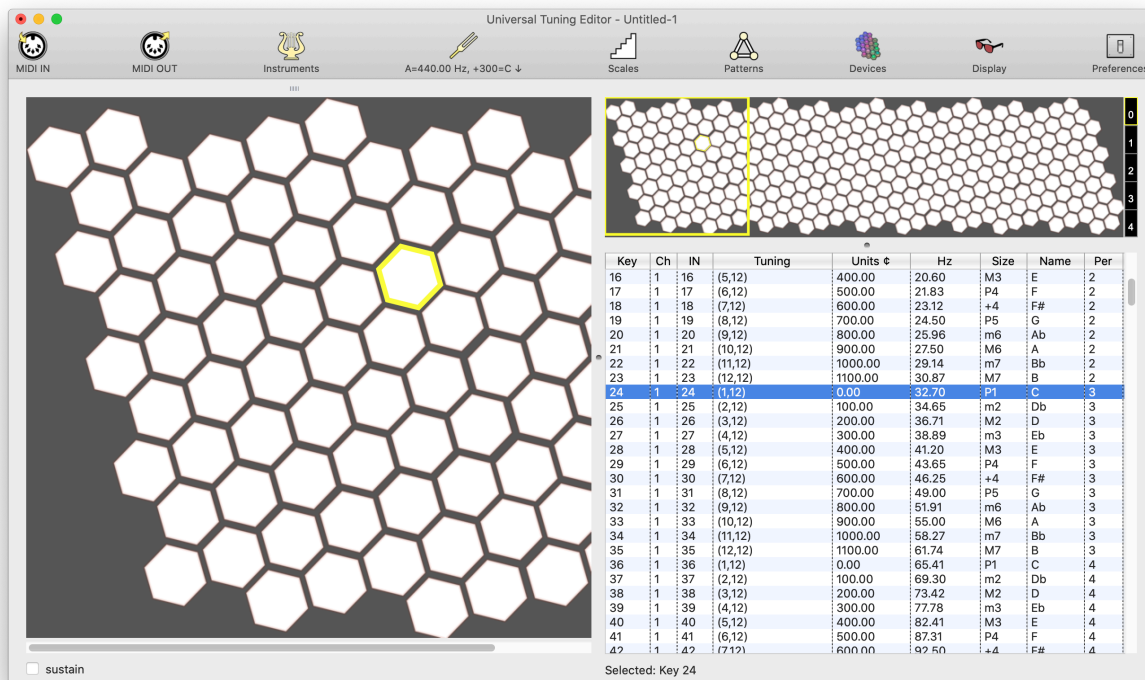 Universal Tuning Editor - Untitled-1
MIDI IN MIDI OUT Instruments A=440.00 Hz, +300=C ↓ Scales Patterns Devices Display Preferences
0
1
2
3
4
Key Ch IN Tuning Units ¢ Hz Size Name Per
16 1 16 (5,12) 400.00 20.60 M3 E 2
17 1 17 (6,12) 500.00 21.83 P4 F 2
18 1 18 (7,12) 600.00 23.12 +4 F# 2
19 1 19 (8,12) 700.00 24.50 P5 G 2
20 1 20 (9,12) 800.00 25.96 m6 Ab 2
21 1 21 (10,12) 900.00 27.50 M6 A 2
22 1 22 (11,12) 1000.00 29.14 m7 Bb 2
23 1 23 (12,12) 1100.00 30.87 M7 B 2
24 1 24 (1,12) 0.00 32.70 P1 C 3
25 1 25 (2,12) 100.00 34.65 m2 Db 3
26 1 26 (3,12) 200.00 36.71 M2 D 3
27 1 27 (4,12) 300.00 38.89 m3 Eb 3
28 1 28 (5,12) 400.00 41.20 M3 E 3
29 1 29 (6,12) 500.00 43.65 P4 F 3
30 1 30 (7,12) 600.00 46.25 +4 F# 3
31 1 31 (8,12) 700.00 49.00 P5 G 3
32 1 32 (9,12) 800.00 51.91 m6 Ab 3
33 1 33 (10,12) 900.00 55.00 M6 A 3
34 1 34 (11,12) 1000.00 58.27 m7 Bb 3
35 1 35 (12,12) 1100.00 61.74 M7 B 3
36 1 36 (1,12) 0.00 65.41 P1 C 4
37 1 37 (2,12) 100.00 69.30 m2 Db 4
38 1 38 (3,12) 200.00 73.42 M2 D 4
39 1 39 (4,12) 300.00 77.78 m3 Eb 4
40 1 40 (5,12) 400.00 82.41 M3 E 4
41 1 41 (6,12) 500.00 87.31 P4 F 4
42 1 42 (7,12) 600.00 92.50 +4 F# 4
sustain
Selected: Key 24